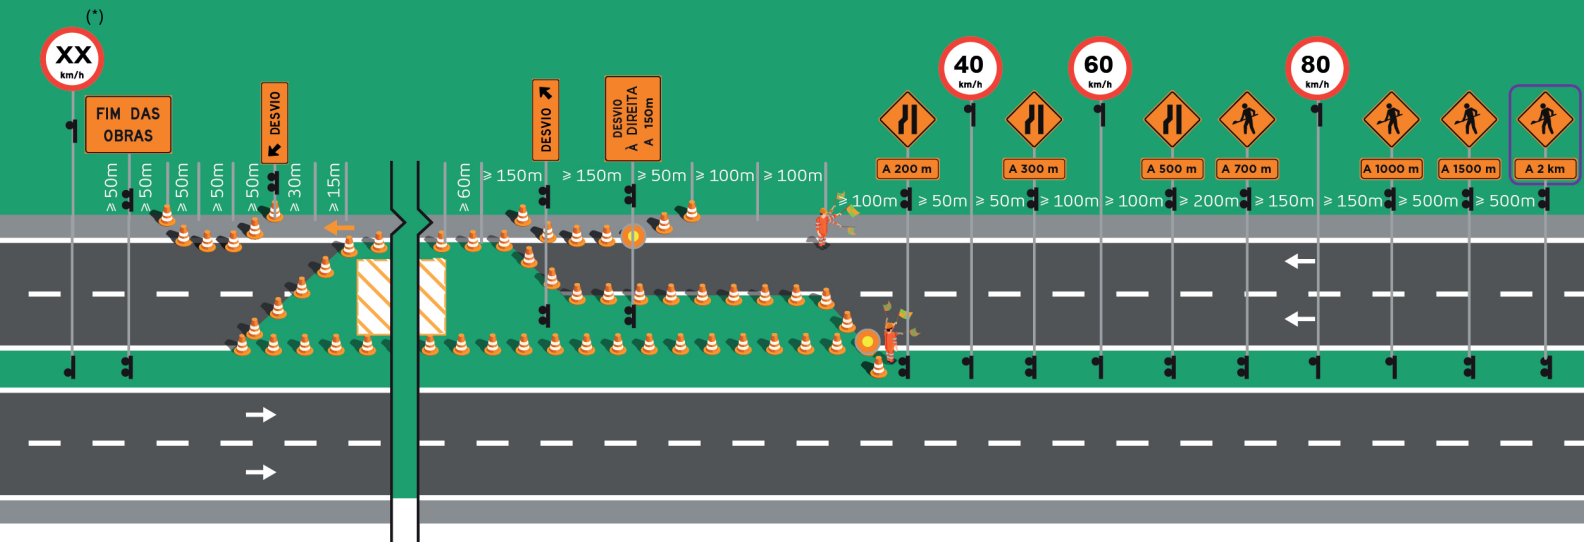 (*)
XX
km/h
FIM DAS
OBRAS
DESVIO
DESVIO
DESVIO
À DIREITA
A 150m
40
km/h
60
km/h
80
km/h
A 200 m
A 300 m
A 500 m
A 700 m
A 1000 m
A 1500 m
A 2 km
≥ 50m
≥ 50m
≥ 50m
≥ 50m
≥ 50m
≥ 30m
≥ 15m
≥ 60m
≥ 150m
≥ 150m
≥ 50m
≥ 100m
≥ 100m
≥ 100m
≥ 50m
≥ 50m
≥ 100m
≥ 100m
≥ 200m
≥ 150m
≥ 150m
≥ 500m
≥ 500m